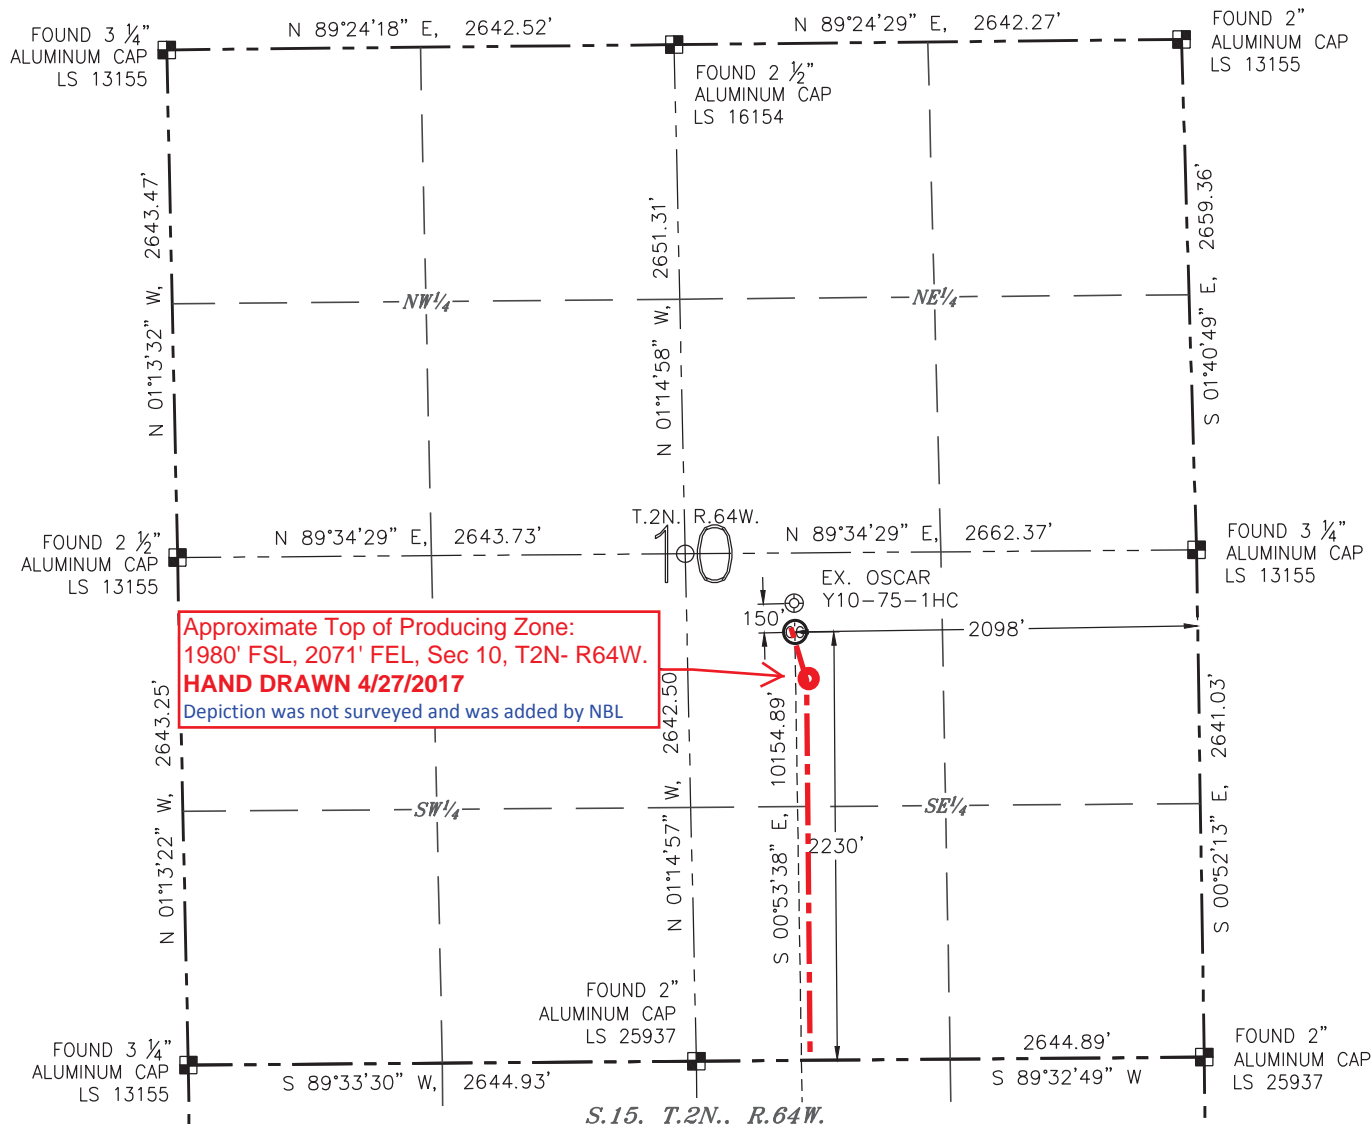 N 89°24'18" E, 2642.52'
N 89°24'29" E, 2642.27'
FOUND 3 ¼"
ALUMINUM CAP
LS 13155
FOUND 2 ½"
ALUMINUM CAP
LS 16154
FOUND 2"
ALUMINUM CAP
LS 13155
N 01°13'32" W, 2643.47'
N 01°14'58" W, 2651.31'
S 01°40'49" E, 2659.36'
NW¼
NE¼
T.2N. R.64W.
10
N 89°34'29" E, 2643.73'
N 89°34'29" E, 2662.37'
FOUND 2 ½"
ALUMINUM CAP
LS 13155
FOUND 3 ¼"
ALUMINUM CAP
LS 13155
EX. OSCAR
Y10-75-1HC
150'
2098'
Approximate Top of Producing Zone:
1980' FSL, 2071' FEL, Sec 10, T2N- R64W.
HAND DRAWN 4/27/2017
Depiction was not surveyed and was added by NBL
N 01°13'22" W, 2643.25'
N 01°14'57" W, 2642.50
S 00°53'38" E, 10154.89'
2230'
S 00°52'13" E, 2641.03'
SW¼
SE¼
FOUND 2"
ALUMINUM CAP
LS 25937
FOUND 3 ¼"
ALUMINUM CAP
LS 13155
S 89°33'30" W, 2644.93'
2644.89'
S 89°32'49" W
FOUND 2"
ALUMINUM CAP
LS 25937
S.15. T.2N.. R.64W.